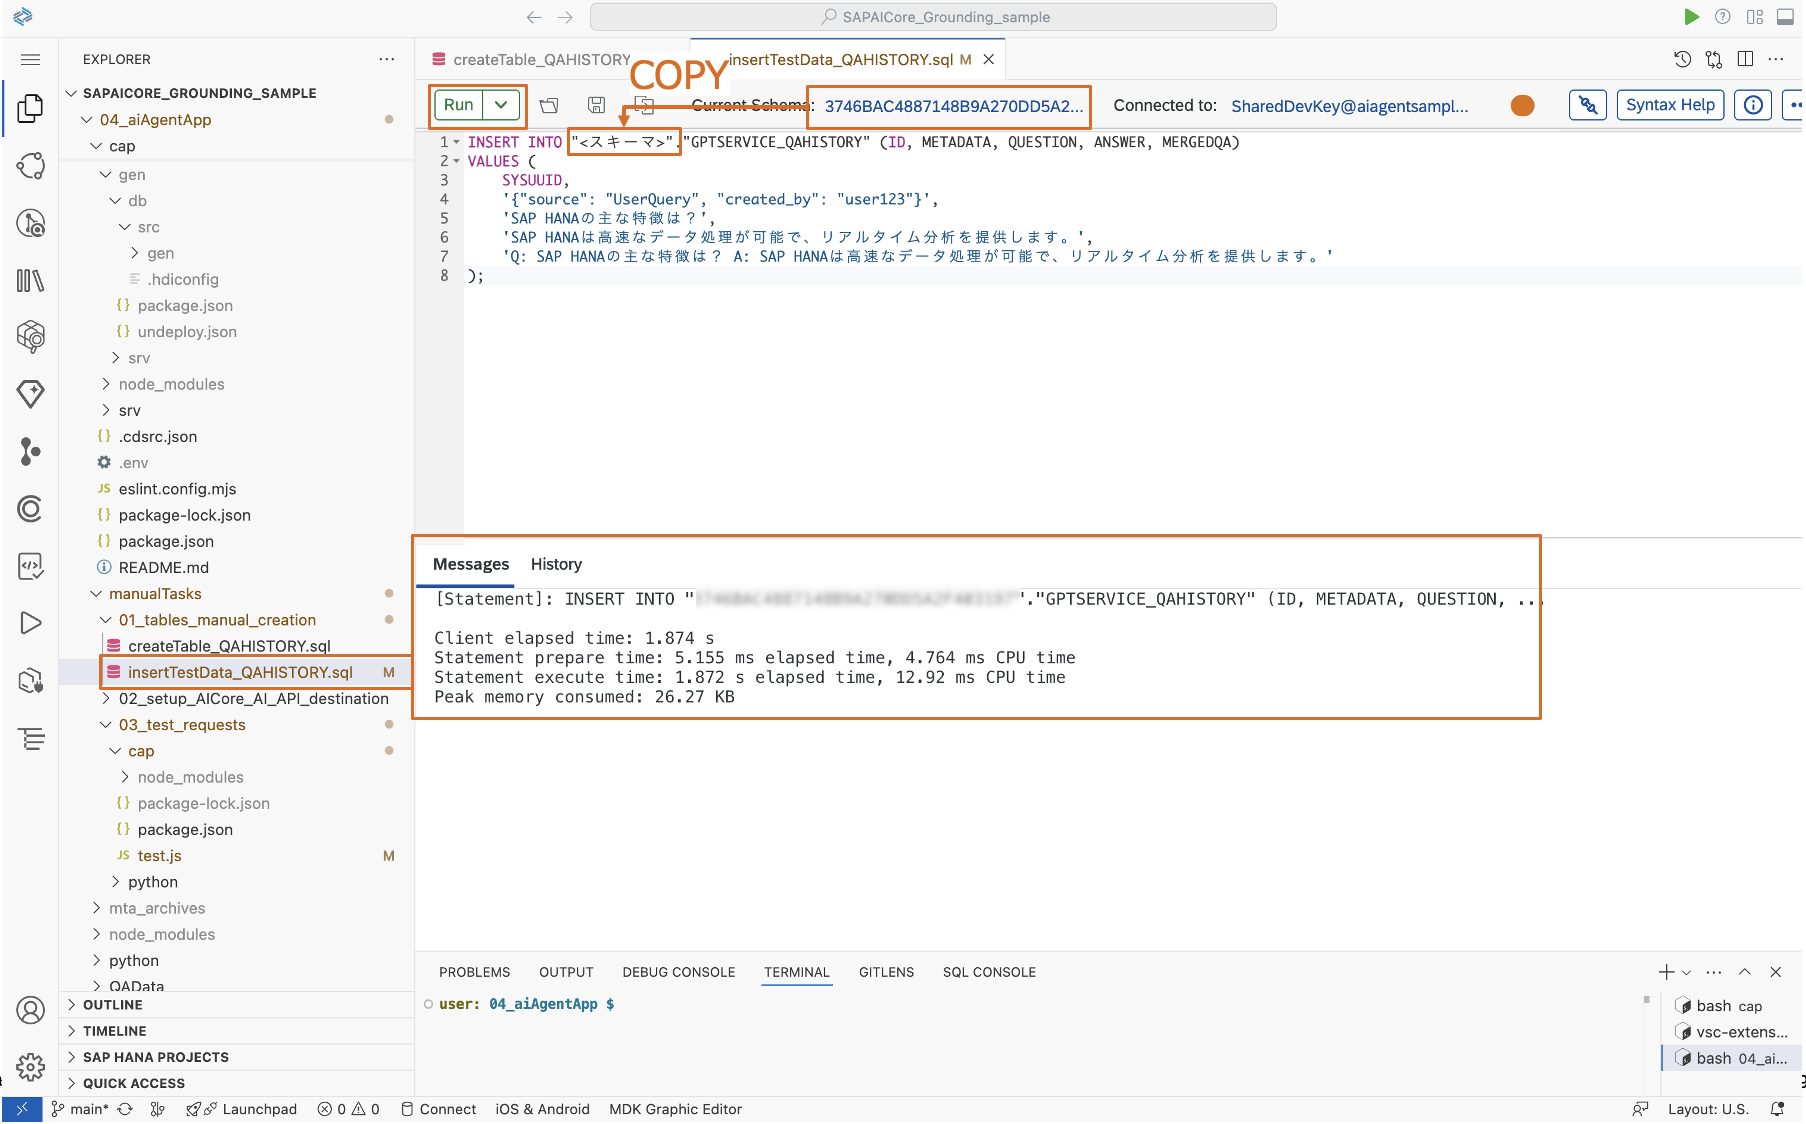 SAPAICore_Grounding_sample
EXPLORER
SAPAICORE_GROUNDING_SAMPLE
04_aiAgentApp
cap
gen
db
src
gen
.hdiconfig
package.json
undeploy.json
srv
node_modules
srv
.cdsrc.json
.env
eslint.config.mjs
package-lock.json
package.json
README.md
manualTasks
01_tables_manual_creation
createTable_QAHISTORY.sql
insertTestData_QAHISTORY.sql M
02_setup_AICore_AI_API_destination
03_test_requests
cap
node_modules
package-lock.json
package.json
JS test.js M
python
mta_archives
node_modules
python
QAData
OUTLINE
TIMELINE
SAP HANA PROJECTS
QUICK ACCESS
createTable_QAHISTORY
insertTestData_QAHISTORY.sql M
COPY
Run
Current Schema: 3746BAC4887148B9A270DD5A2...
Connected to: SharedDevKey@aiagentsampl...
Syntax Help
1 INSERT INTO "<スキーマ>"."GPTSERVICE_QAHISTORY" (ID, METADATA, QUESTION, ANSWER, MERGEDQA)
2 VALUES (
3 SYSUUID,
4 '{"source": "UserQuery", "created_by": "user123"}',
5 'SAP HANAの主な特徴は？',
6 'SAP HANAは高速なデータ処理が可能で、リアルタイム分析を提供します。',
7 'Q: SAP HANAの主な特徴は？ A: SAP HANAは高速なデータ処理が可能で、リアルタイム分析を提供します。'
8 );
Messages History
[Statement]: INSERT INTO "."GPTSERVICE_QAHISTORY" (ID, METADATA, QUESTION, ...
Client elapsed time: 1.874 s
Statement prepare time: 5.155 ms elapsed time, 4.764 ms CPU time
Statement execute time: 1.872 s elapsed time, 12.92 ms CPU time
Peak memory consumed: 26.27 KB
PROBLEMS OUTPUT DEBUG CONSOLE TERMINAL GITLENS SQL CONSOLE
user: 04_aiAgentApp $
bash cap
vsc-extens...
bash 04_ai...
main* Launchpad 0 0 Connect iOS & Android MDK Graphic Editor
Layout: U.S.